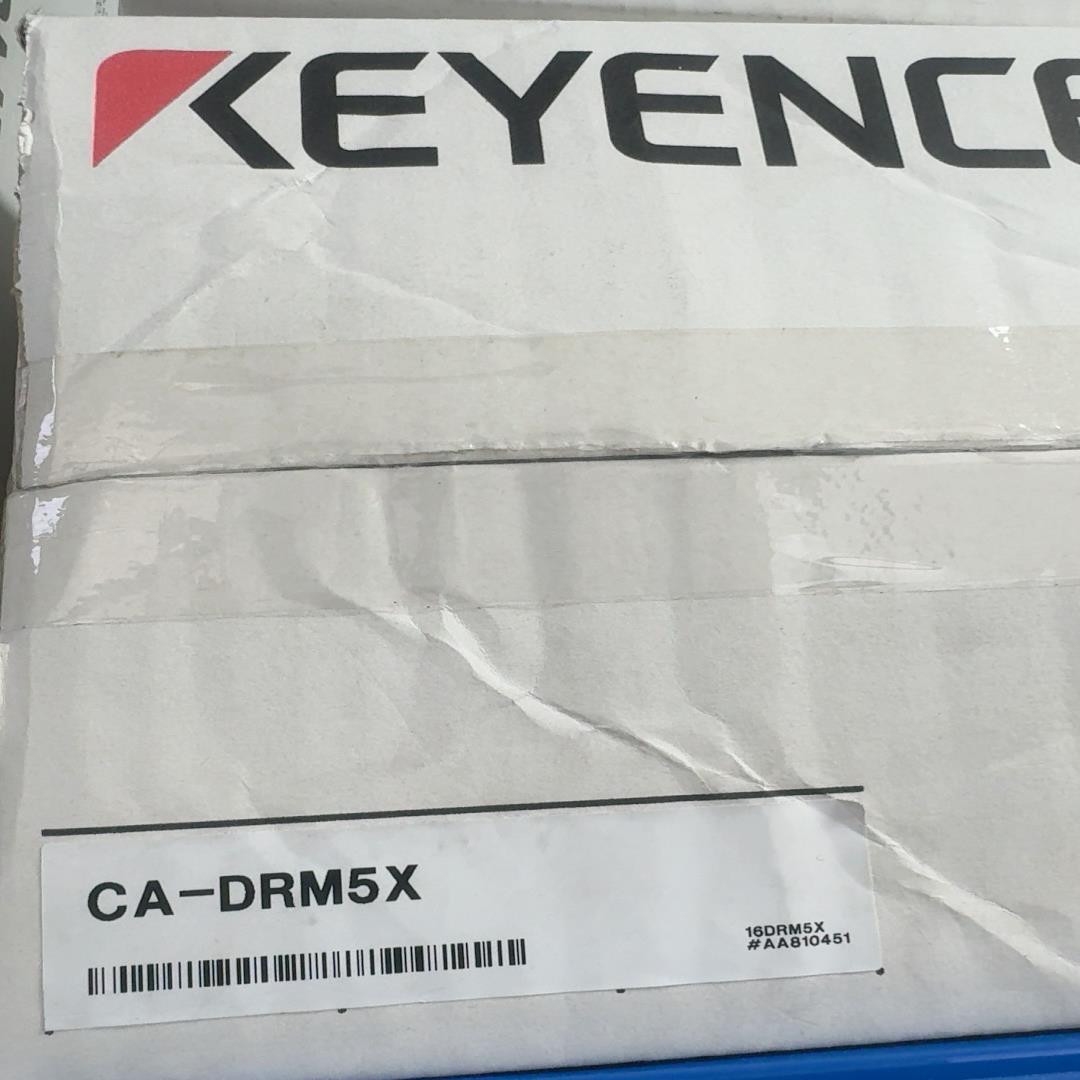 KEYENCE
CA-DRM5X
16DRM5X
#AA810451